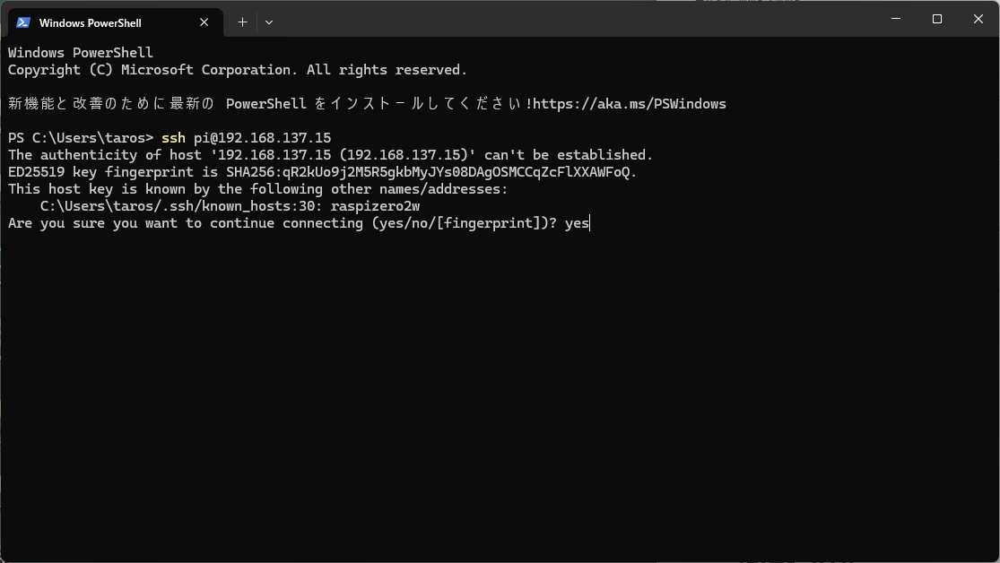 Windows PowerShell
Windows PowerShell
Copyright (C) Microsoft Corporation. All rights reserved.
新機能と改善のために最新の PowerShell をインストールしてください!https://aka.ms/PSWindows
PS C:\Users\taros> ssh pi@192.168.137.15
The authenticity of host '192.168.137.15 (192.168.137.15)' can't be established.
ED25519 key fingerprint is SHA256:qR2kUo9j2M5R5gkbMyJYs08DAgOSMCCqZcFlXXAWFoQ.
This host key is known by the following other names/addresses:
    C:\Users\taros/.ssh/known_hosts:30: raspizero2w
Are you sure you want to continue connecting (yes/no/[fingerprint])? yes